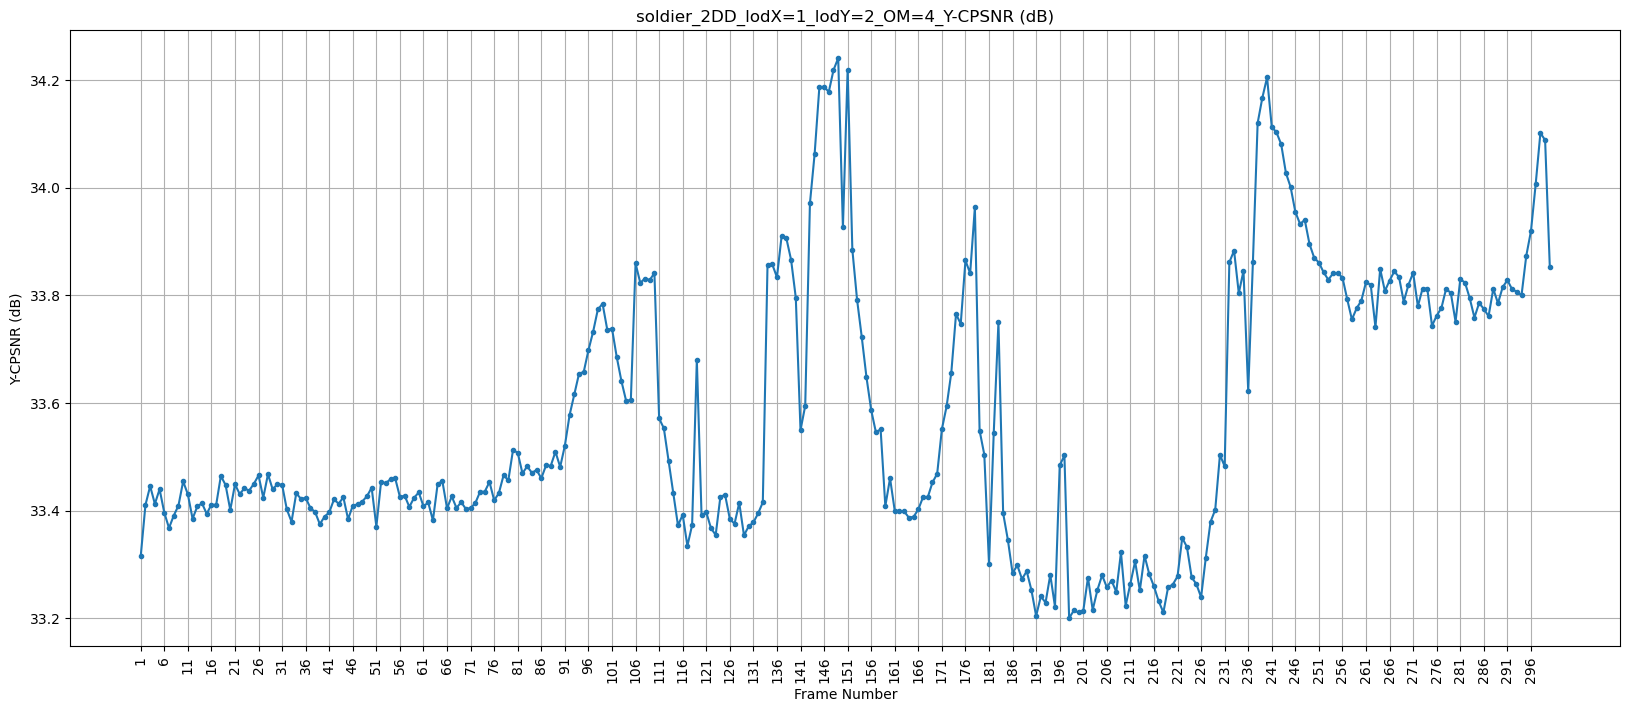 soldier_2DD_lodX=1_lodY=2_OM=4_Y-CPSNR (dB)
Y-CPSNR (dB)
34.2
34.0
33.8
33.6
33.4
33.2
1 6 11 16 21 26 31 36 41 46 51 56 61 66 71 76 81 86 91 96 101 106 111 116 121 126 131 136 141 146 151 156 161 166 171 176 181 186 191 196 201 206 211 216 221 226 231 236 241 246 251 256 261 266 271 276 281 286 291 296
Frame Number